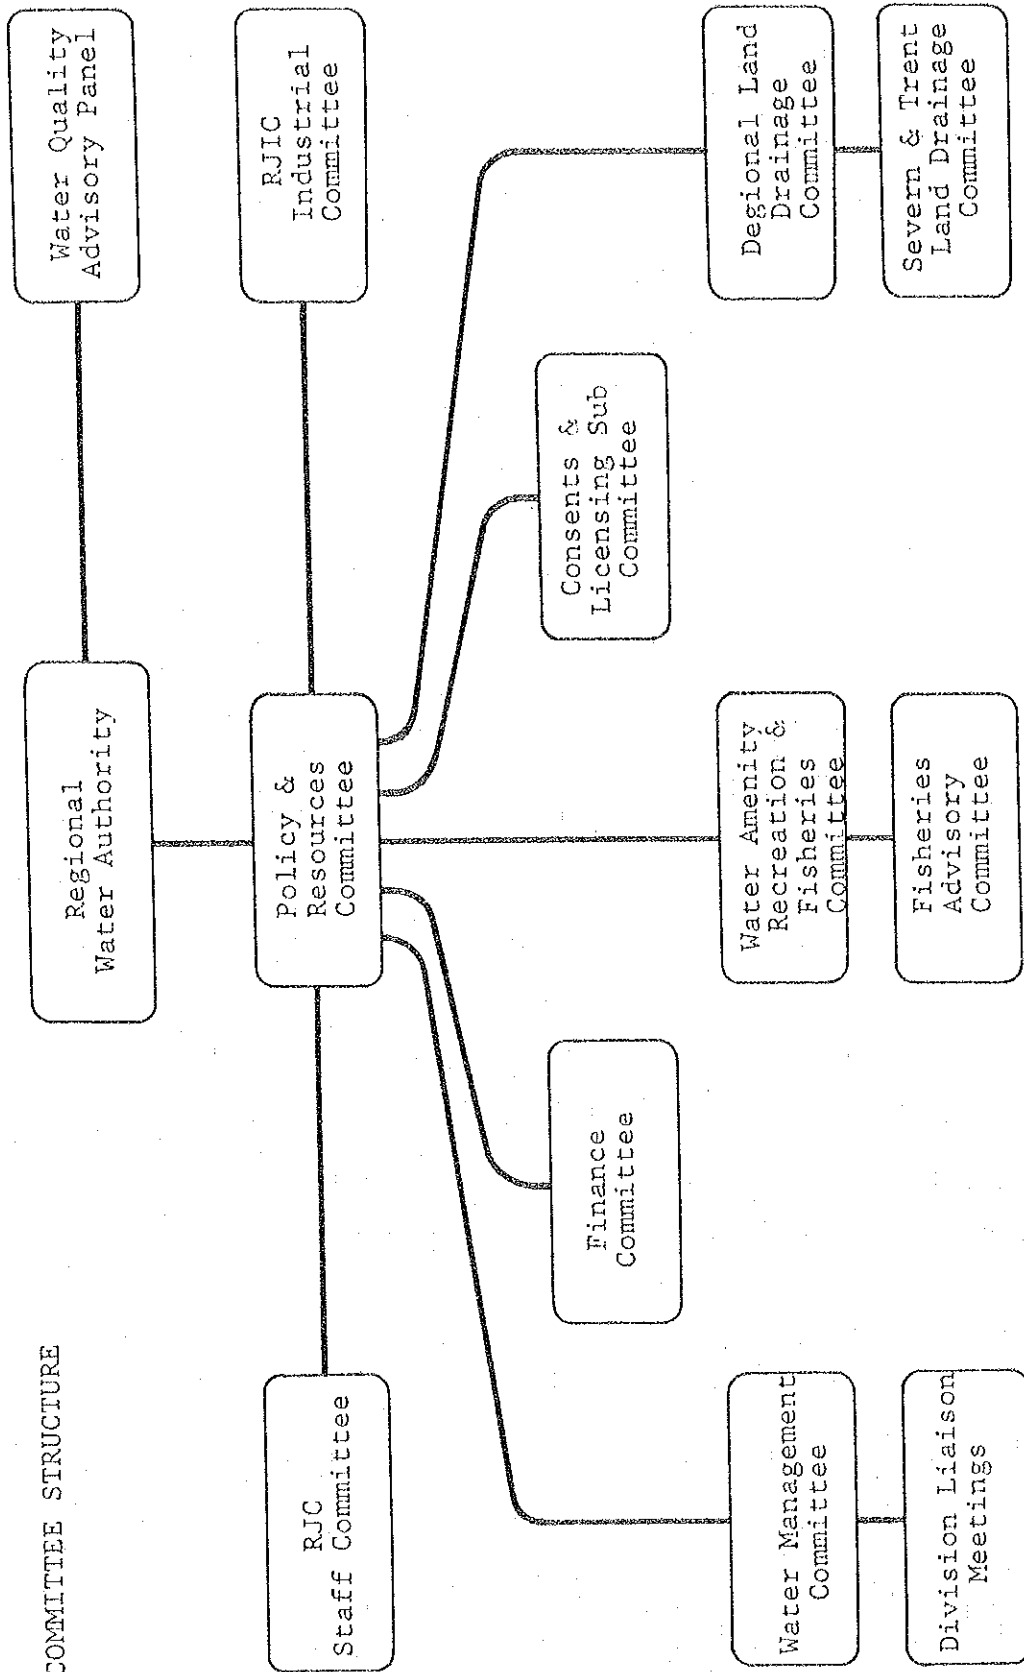 COMMITTEE STRUCTURE
Regional
Water Authority
Water Quality
Advisory Panel
RJC
Staff Committee
Policy &
Resources
Committee
RJIC
Industrial
Committee
Finance
Committee
Consents &
Licensing Sub
Committee
Water Management
Committee
Water Amenity
Recreation &
Fisheries
Committee
Degional Land
Drainage
Committee
Division Liaison
Meetings
Fisheries
Advisory
Committee
Severn & Trent
Land Drainage
Committee